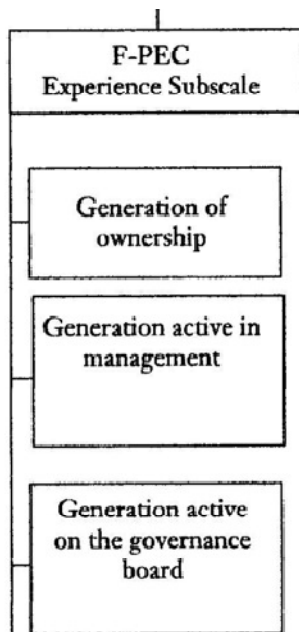 F-PEC
Experience Subscale
Generation of
ownership
Generation active in
management
Generation active
on the governance
board